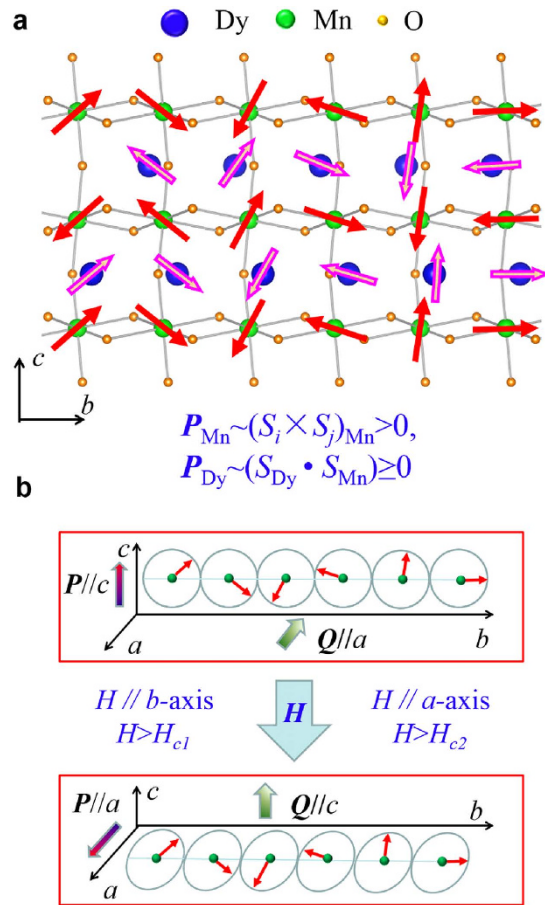 a
Dy Mn O
c
b
P_Mn~(S_i × S_j)_Mn>0,
P_Dy~(S_Dy • S_Mn)≥0
b
c
P//c
a
Q//a
b
H // b-axis
H>H_c1
H
H // a-axis
H>H_c2
P//a
c
Q//c
b
a